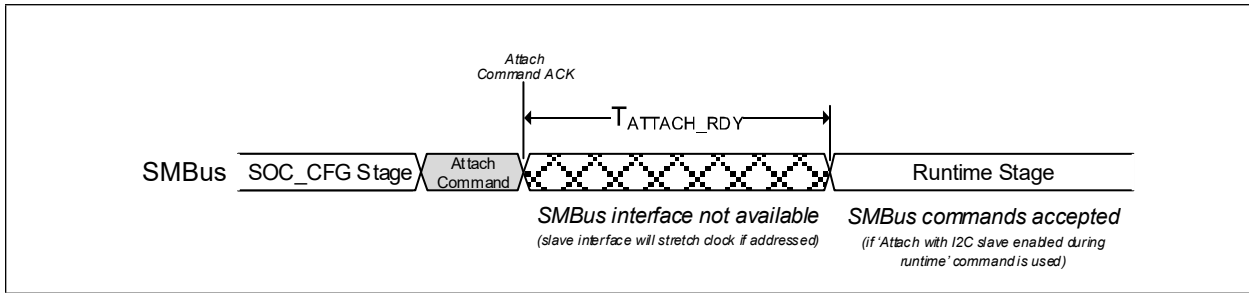 Attach
Command ACK
TATTACH_RDY
SMBus
SOC_CFG Stage
Attach
Command
Runtime Stage
SMBus interface not available
(slave interface will stretch clock if addressed)
SMBus commands accepted
(if ‘Attach with I2C slave enabled during
runtime’ command is used)